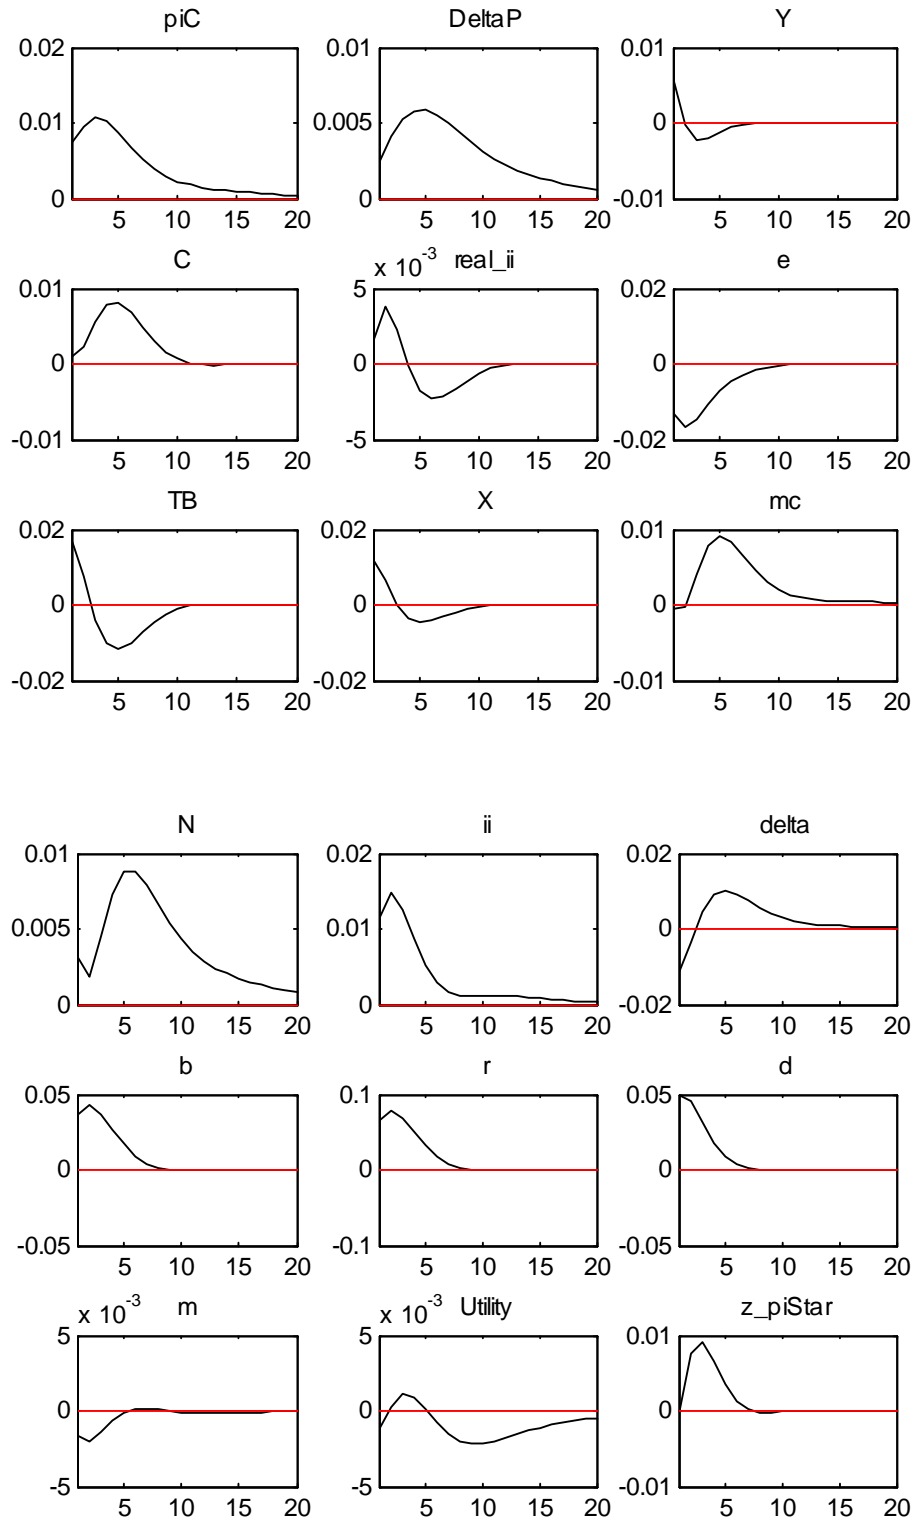 piC DeltaP Y
0.02 0.01 0.01
0.01 0.005 0
0 0 -0.01
5 10 15 20 5 10 15 20 5 10 15 20
C x 10^-3 real_ii e
0.01 5 0.02
0 0 0
-0.01 -5 -0.02
5 10 15 20 5 10 15 20 5 10 15 20
TB X mc
0.02 0.02 0.01
0 0 0
-0.02 -0.02 -0.01
5 10 15 20 5 10 15 20 5 10 15 20
N ii delta
0.01 0.02 0.02
0.005 0.01 0
0 0 -0.02
5 10 15 20 5 10 15 20 5 10 15 20
b r d
0.05 0.1 0.05
0 0 0
-0.05 -0.1 -0.05
5 10 15 20 5 10 15 20 5 10 15 20
x 10^-3 m x 10^-3 Utility z_piStar
5 5 0.01
0 0 0
-5 -5 -0.01
5 10 15 20 5 10 15 20 5 10 15 20